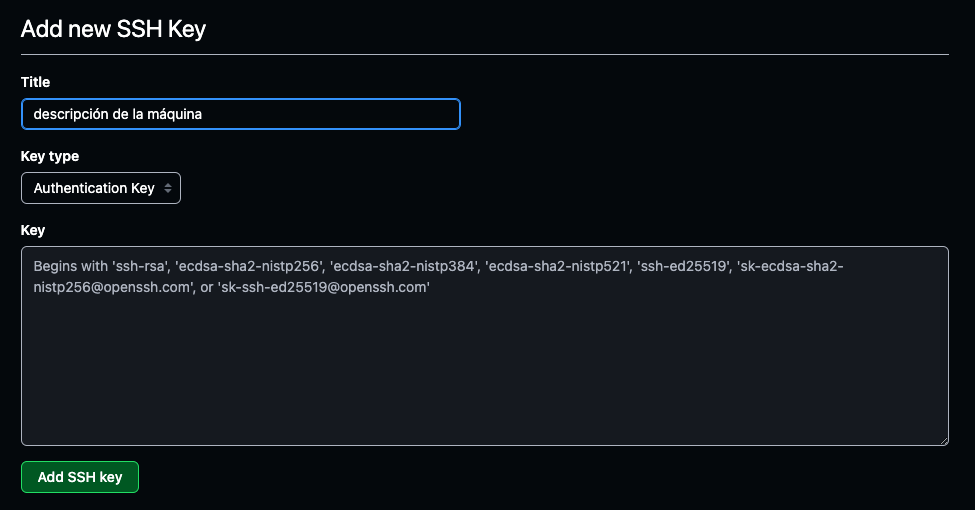 Add new SSH Key
Title
descripción de la máquina
Key type
Authentication Key
Key
Begins with 'ssh-rsa', 'ecdsa-sha2-nistp256', 'ecdsa-sha2-nistp384', 'ecdsa-sha2-nistp521', 'ssh-ed25519', 'sk-ecdsa-sha2-
nistp256@openssh.com', or 'sk-ssh-ed25519@openssh.com'
Add SSH key